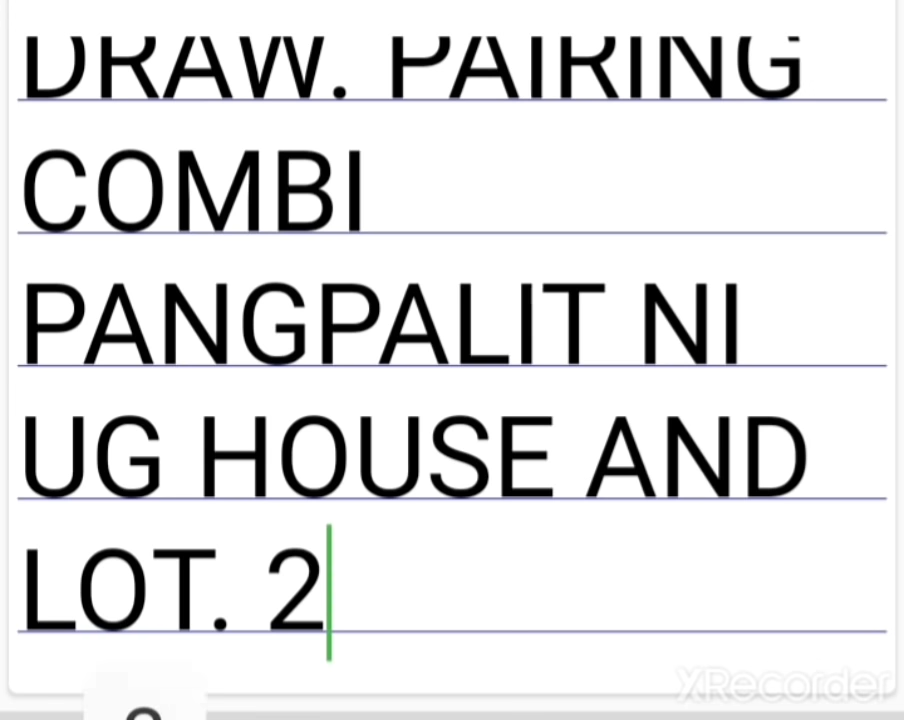 DRAW. PAIRING
COMBI
PANGPALIT NI
UG HOUSE AND
LOT. 2
XRecorder